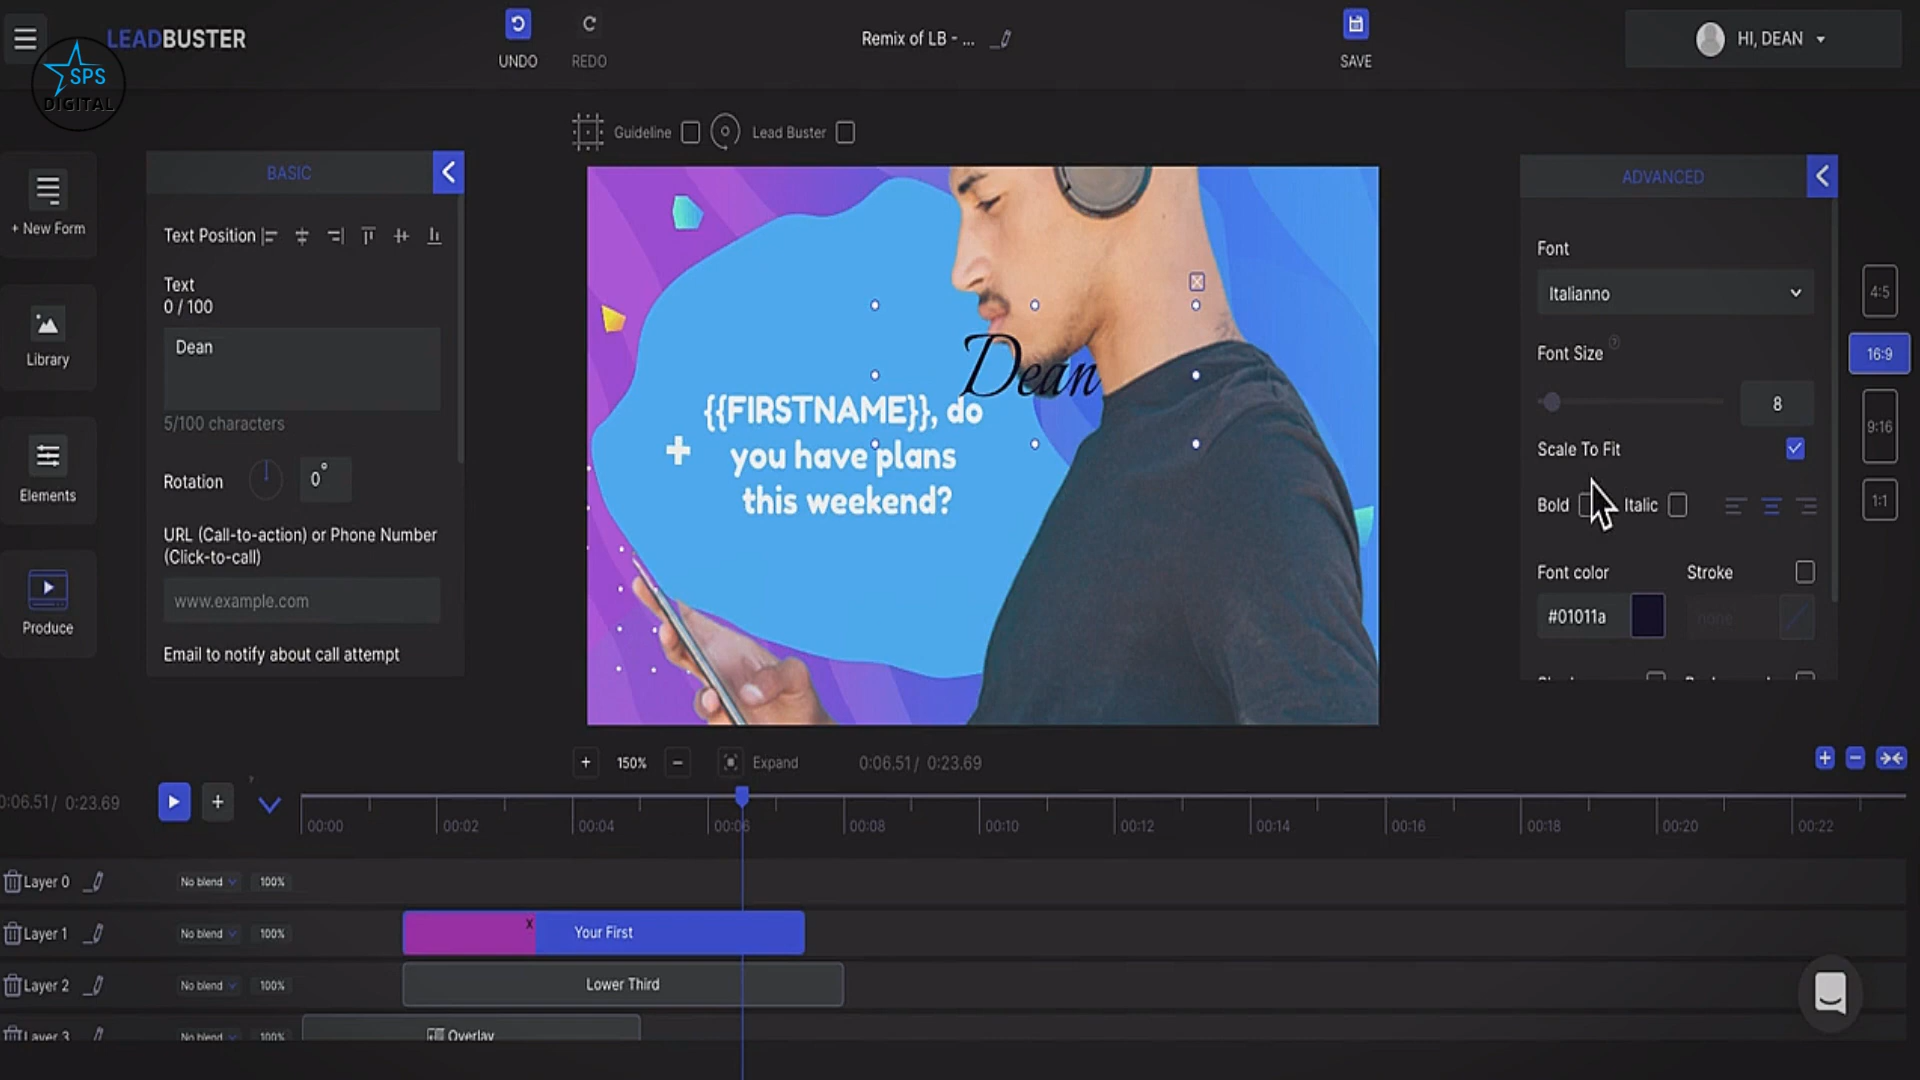 LEADBUSTER
SPS
DIGITAL
UNDO
REDO
Remix of LB - ...
SAVE
HI, DEAN
Guideline
Lead Buster
+ New Form
Library
Elements
Produce
BASIC
Text Position
Text
0 / 100
Dean
5/100 characters
Rotation
0°
URL (Call-to-action) or Phone Number
(Click-to-call)
www.example.com
Email to notify about call attempt
Dean
{{FIRSTNAME}}, do
you have plans
this weekend?
ADVANCED
Font
Italianno
Font Size
8
Scale To Fit
Bold
Italic
Font color
Stroke
#01011a
none
4:5
16:9
9:16
1:1
+
150%
−
Expand
0:06.51 / 0:23.69
0:06.51 / 0:23.69
00:00
00:02
00:04
00:06
00:08
00:10
00:12
00:14
00:16
00:18
00:20
00:22
Layer 0
No blend
100%
Layer 1
No blend
100%
x
Your First
Layer 2
No blend
100%
Lower Third
Layer 3
No blend
100%
Overlay